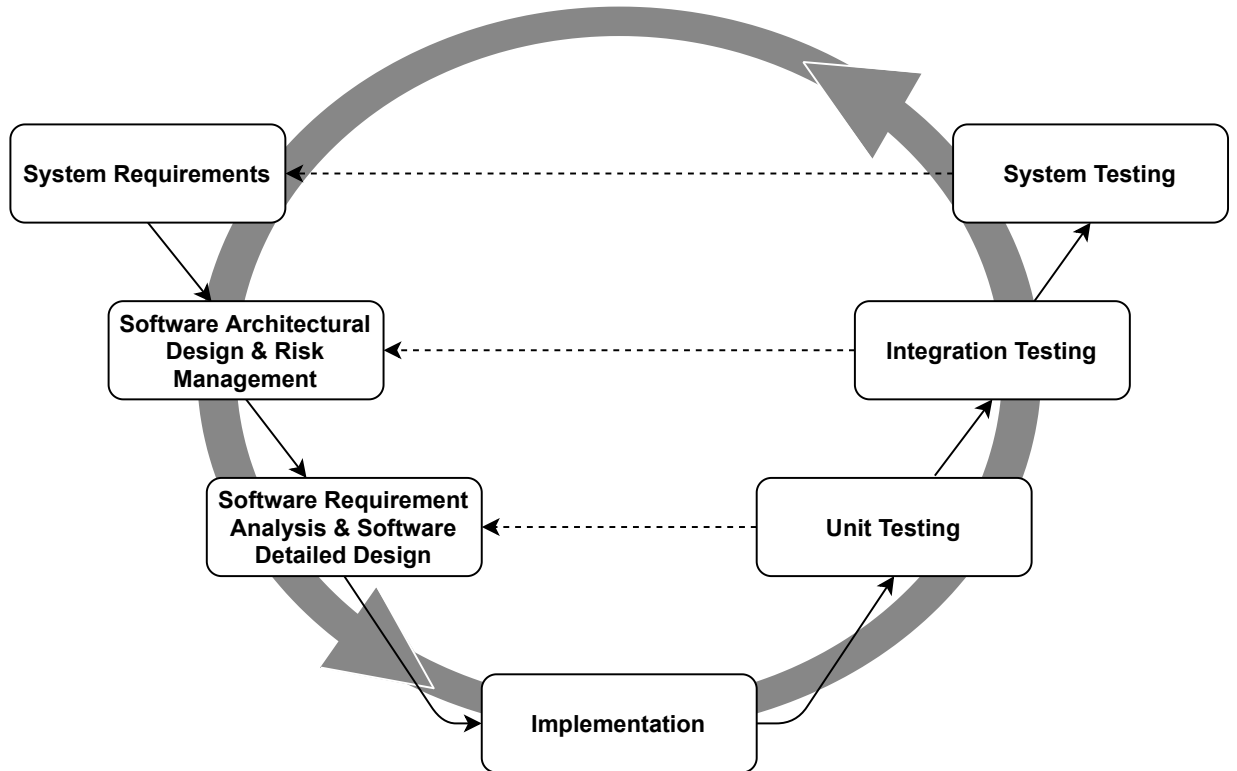 System Requirements
System Testing
Software Architectural
Design & Risk
Management
Integration Testing
Software Requirement
Analysis & Software
Detailed Design
Unit Testing
Implementation